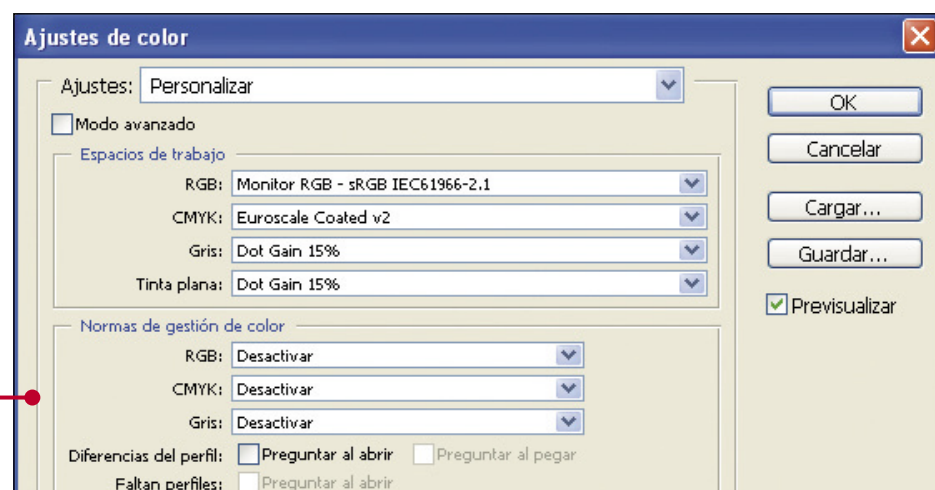 Ajustes de color
Ajustes: Personalizar
OK
Modo avanzado
Cancelar
Espacios de trabajo
RGB: Monitor RGB - sRGB IEC61966-2.1
Cargar...
CMYK: Euroscale Coated v2
Gris: Dot Gain 15%
Guardar...
Tinta plana: Dot Gain 15%
Previsualizar
Normas de gestión de color
RGB: Desactivar
CMYK: Desactivar
Gris: Desactivar
Diferencias del perfil: Preguntar al abrir Preguntar al pegar
Faltan perfiles: Preguntar al abrir